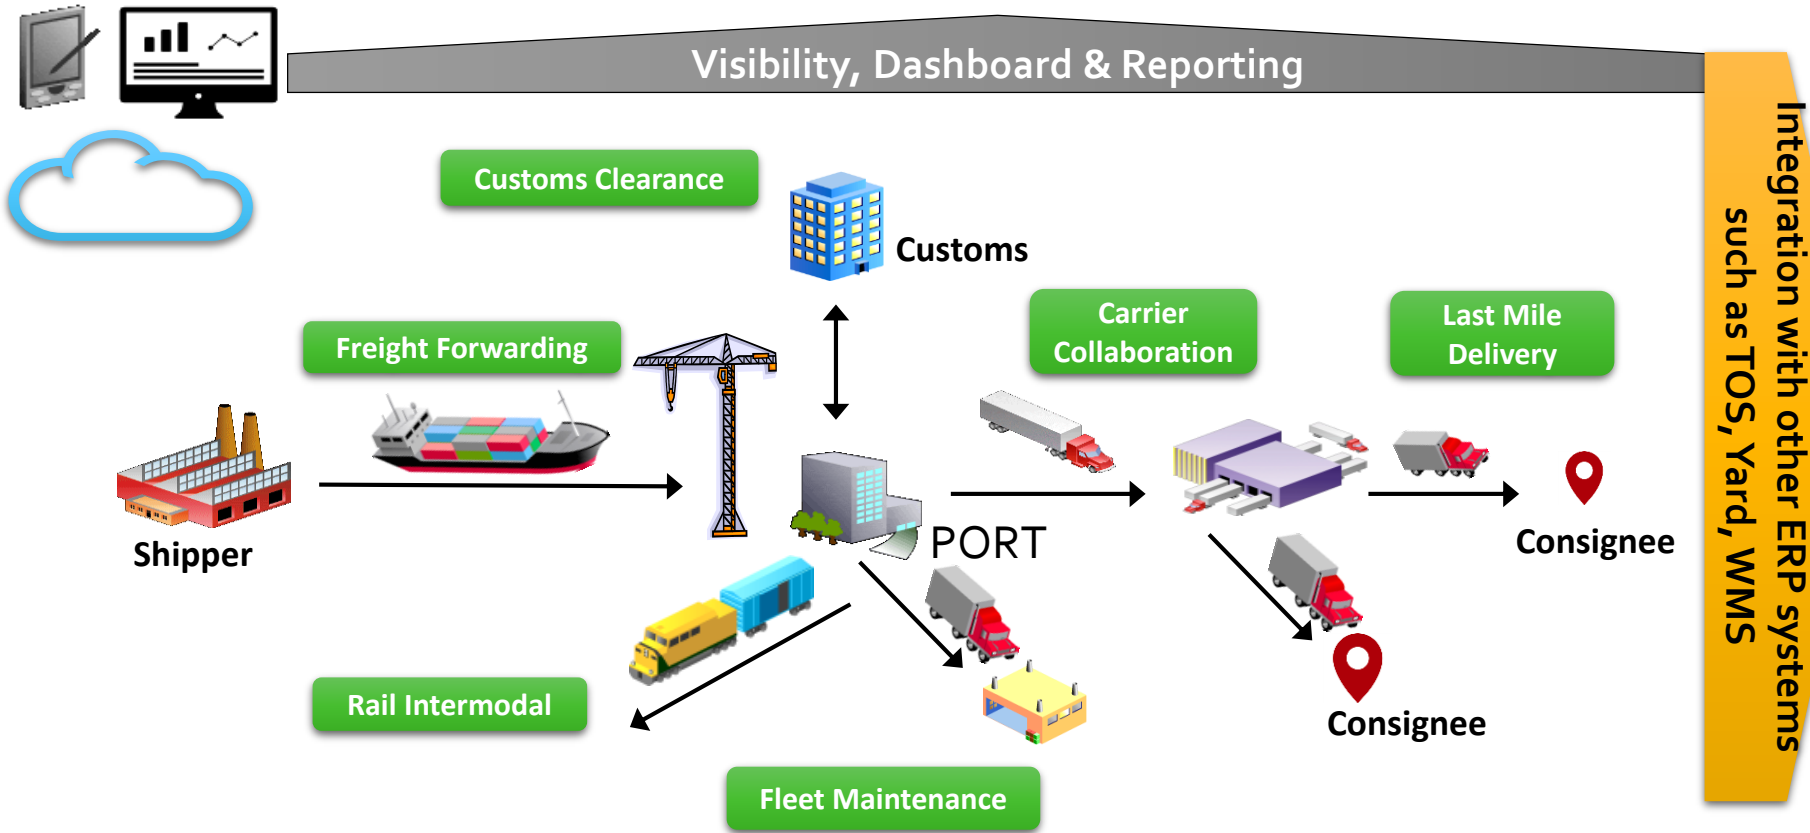 Visibility, Dashboard & Reporting
Customs Clearance
Customs
Freight Forwarding
Carrier
Collaboration
Last Mile
Delivery
Shipper
PORT
Consignee
Rail Intermodal
Consignee
Fleet Maintenance
Integration with other ERP systems
such as TOS, Yard, WMS